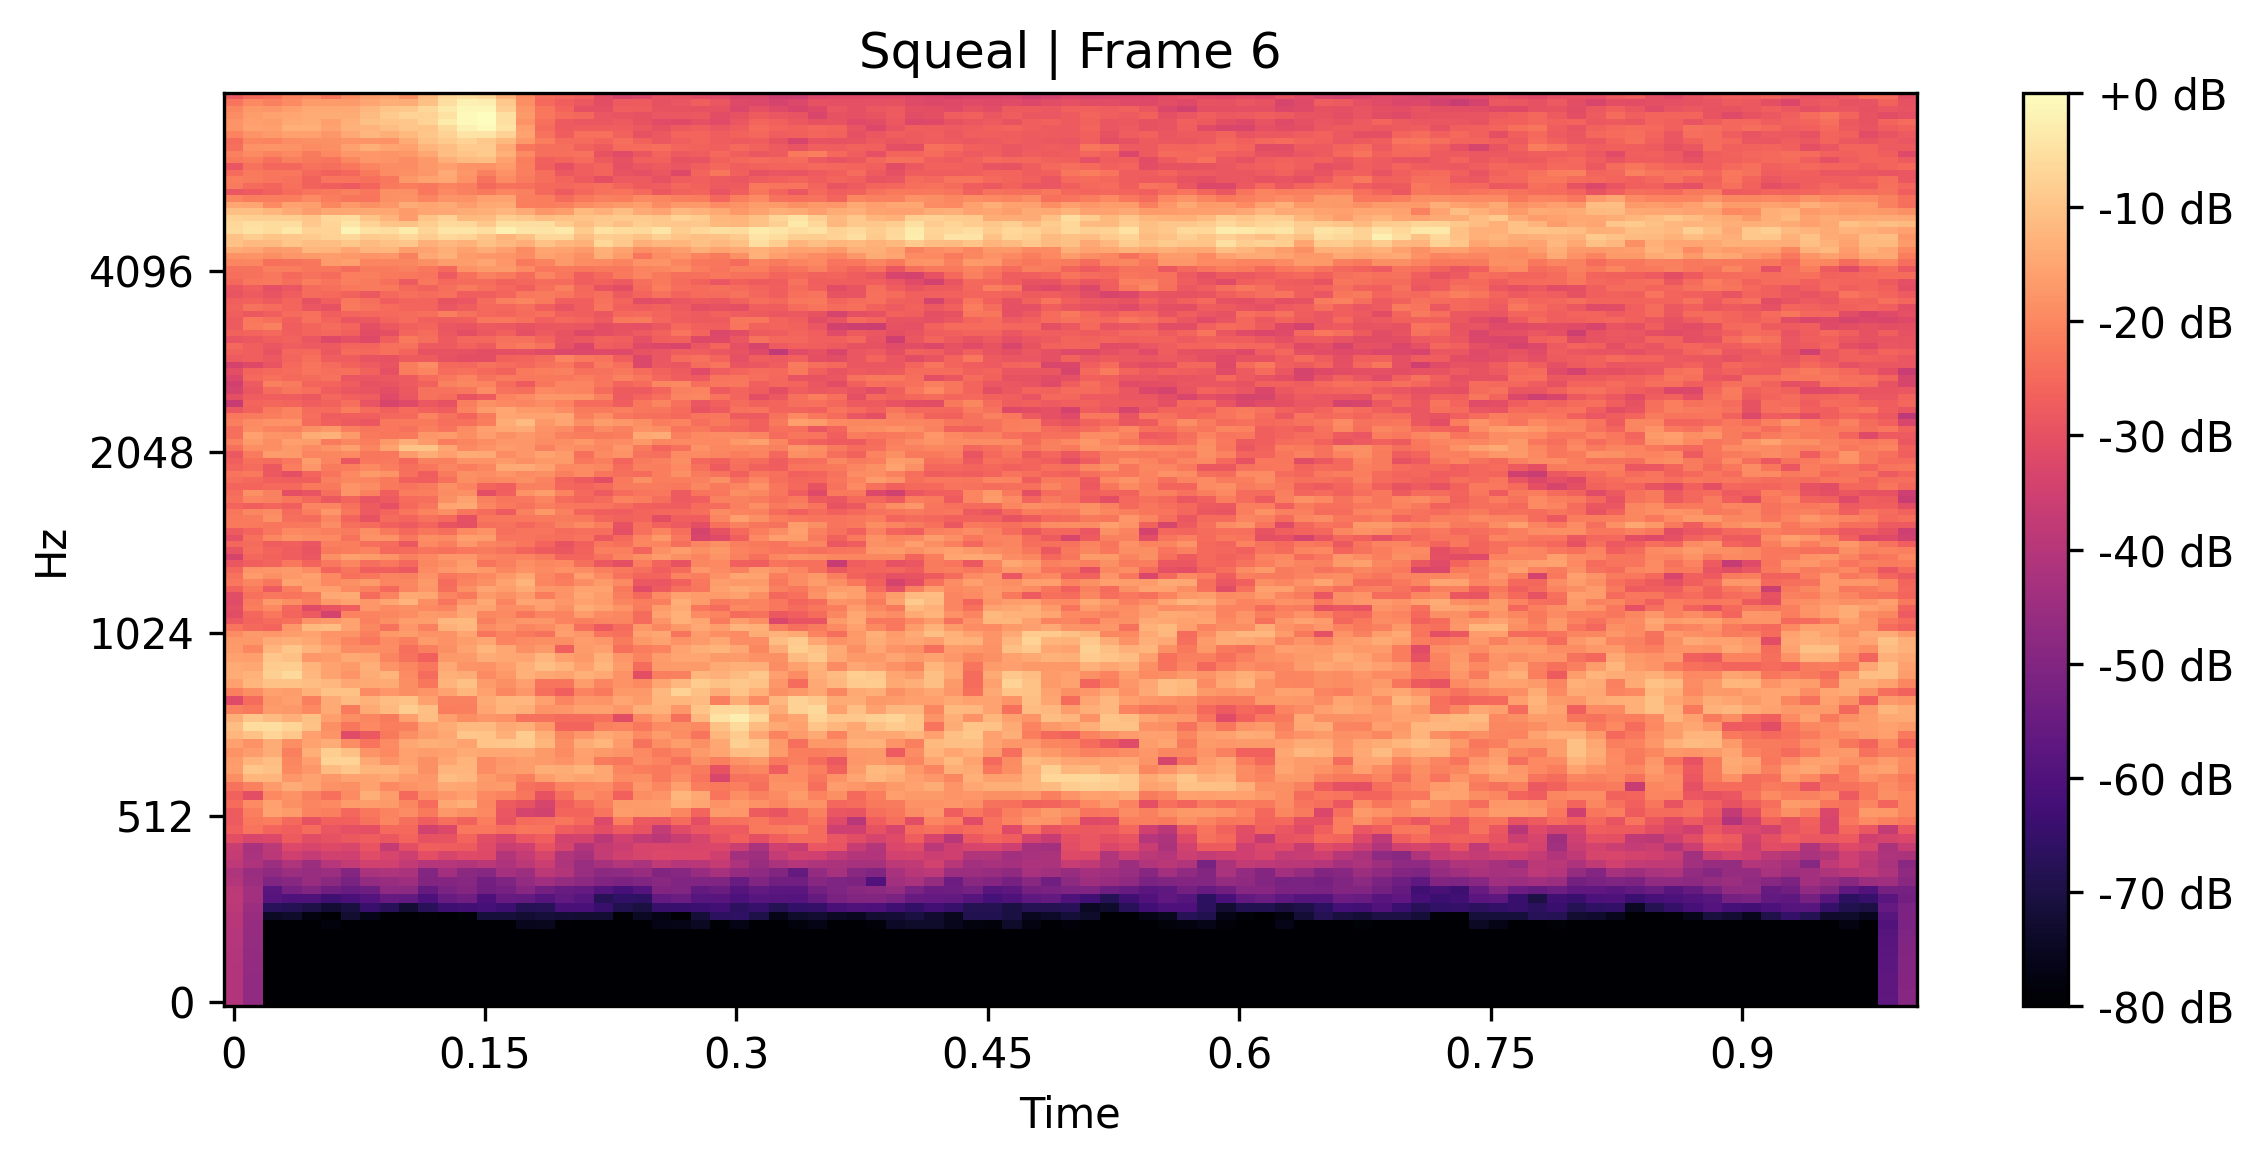 Squeal | Frame 6
+0 dB
-10 dB
-20 dB
-30 dB
-40 dB
-50 dB
-60 dB
-70 dB
-80 dB
Hz
4096
2048
1024
512
0
0 0.15 0.3 0.45 0.6 0.75 0.9
Time